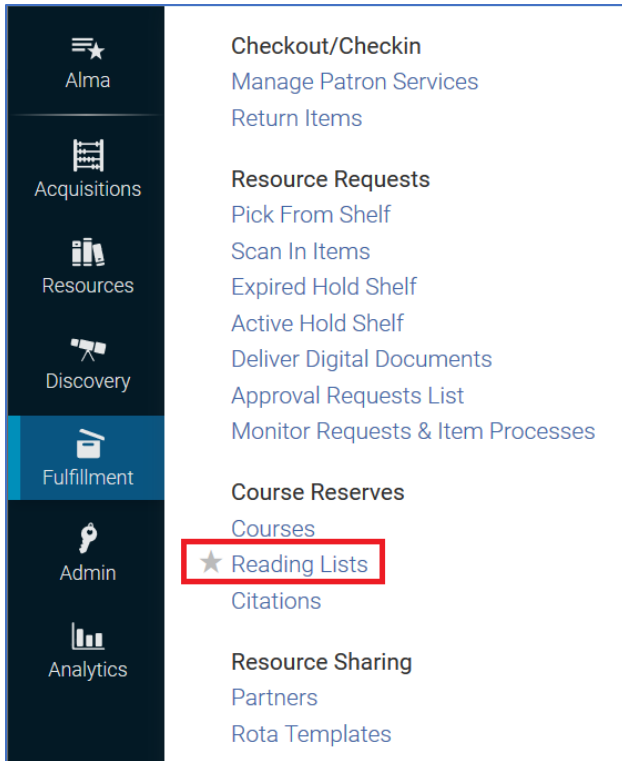 Alma
Acquisitions
Resources
Discovery
Fulfillment
Admin
Analytics
Checkout/Checkin
Manage Patron Services
Return Items
Resource Requests
Pick From Shelf
Scan In Items
Expired Hold Shelf
Active Hold Shelf
Deliver Digital Documents
Approval Requests List
Monitor Requests & Item Processes
Course Reserves
Courses
Reading Lists
Citations
Resource Sharing
Partners
Rota Templates